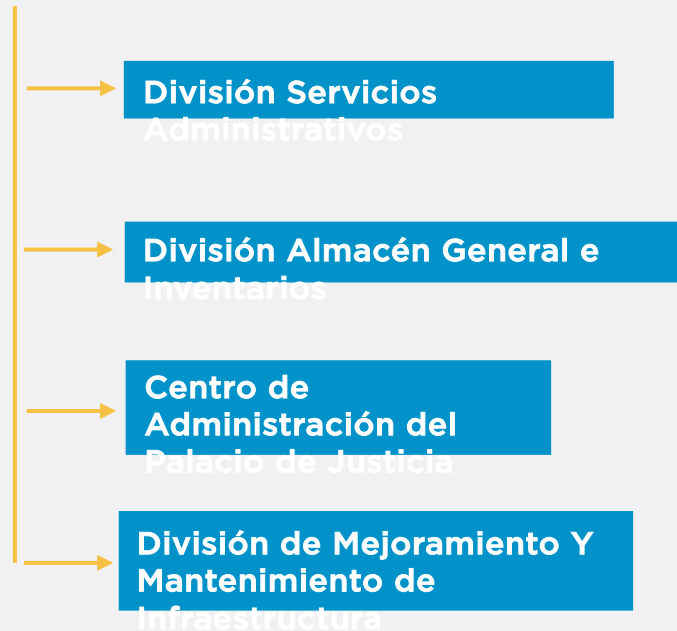 División Servicios
Administrativos
División Almacén General e
Inventarios
Centro de
Administración del
Palacio de Justicia
División de Mejoramiento Y
Mantenimiento de
Infraestructura